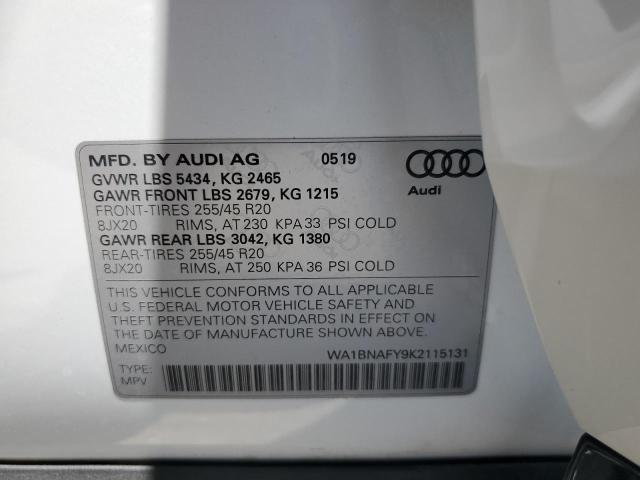 MFD. BY AUDI AG 0519
GVWR LBS 5434, KG 2465
GAWR FRONT LBS 2679, KG 1215
FRONT-TIRES 255/45 R20
8JX20 RIMS, AT 230 KPA 33 PSI COLD
GAWR REAR LBS 3042, KG 1380
REAR-TIRES 255/45 R20
8JX20 RIMS, AT 250 KPA 36 PSI COLD
Audi
THIS VEHICLE CONFORMS TO ALL APPLICABLE
U.S. FEDERAL MOTOR VEHICLE SAFETY AND
THEFT PREVENTION STANDARDS IN EFFECT ON
THE DATE OF MANUFACTURE SHOWN ABOVE.
MEXICO WA1BNAFY9K2115131
TYPE:
MPV